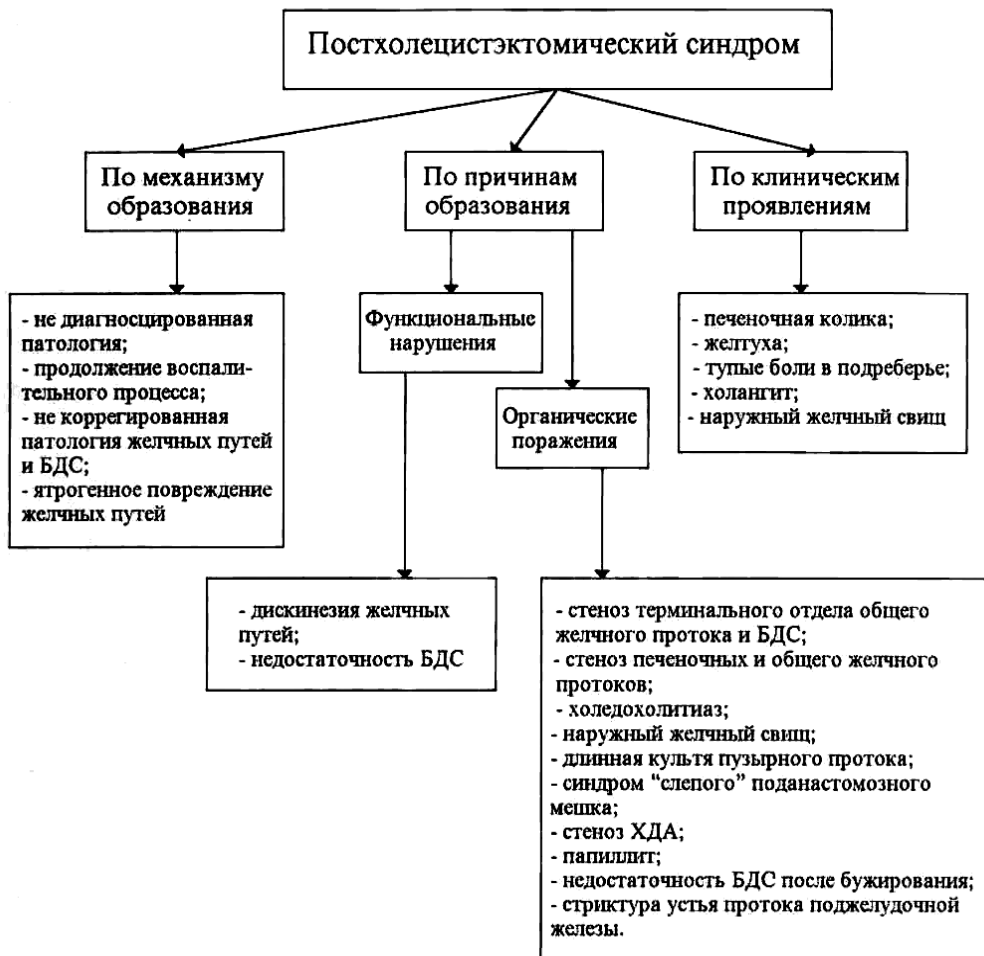 Постхолецистэктомический синдром
По механизму
образования
По причинам
образования
По клиническим
проявлениям
- не диагносцированная
патология;
- продолжение воспали-
тельного процесса;
- не коррегированная
патология желчных путей
и БДС;
- ятрогенное повреждение
желчных путей
Функциональные
нарушения
Органические
поражения
- печеночная колика;
- желтуха;
- тупые боли в подреберье;
- холангит;
- наружный желчный свищ
- дискинезия желчных
путей;
- недостаточность БДС
- стеноз терминального отдела общего
желчного протока и БДС;
- стеноз печеночных и общего желчного
протоков;
- холедохолитиаз;
- наружный желчный свищ;
- длинная культя пузырного протока;
- синдром “слепого” поданастомозного
мешка;
- стеноз ХДА;
- папиллит;
- недостаточность БДС после бужирования;
- стриктура устья протока поджелудочной
железы.